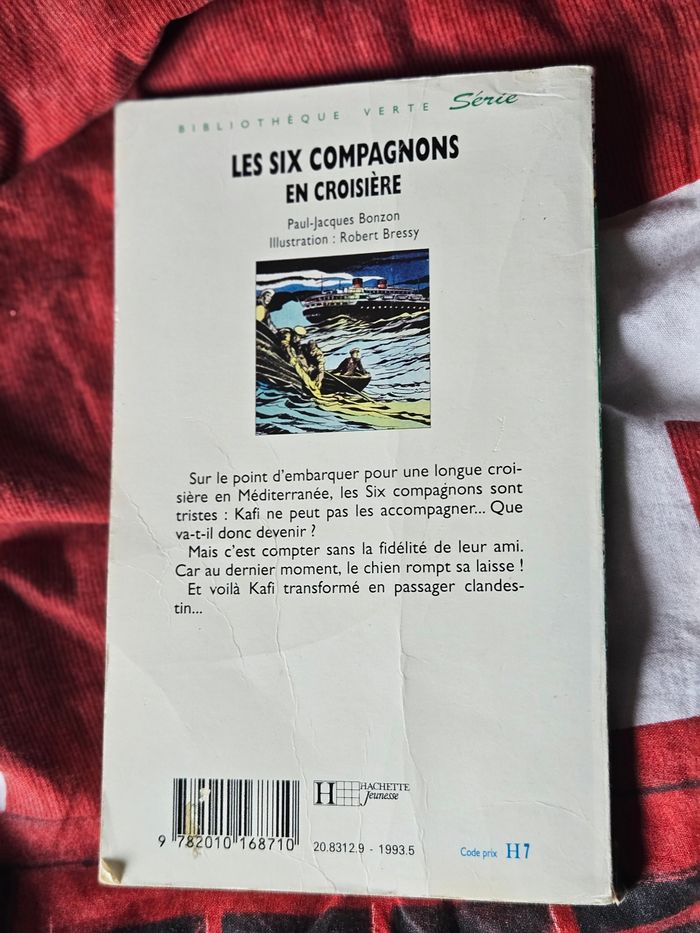 BIBLIOTHÈQUE VERTE Série
LES SIX COMPAGNONS
EN CROISIÈRE
Paul-Jacques Bonzon
Illustration : Robert Bressy
Sur le point d'embarquer pour une longue croi-
sière en Méditerranée, les Six compagnons sont
tristes : Kafi ne peut pas les accompagner... Que
va-t-il donc devenir ?
Mais c'est compter sans la fidélité de leur ami.
Car au dernier moment, le chien rompt sa laisse !
Et voilà Kafi transformé en passager clandes-
tin...
H HACHETTE
Jeunesse
9 782010 168710
20.8312.9 - 1993.5
Code prix H7